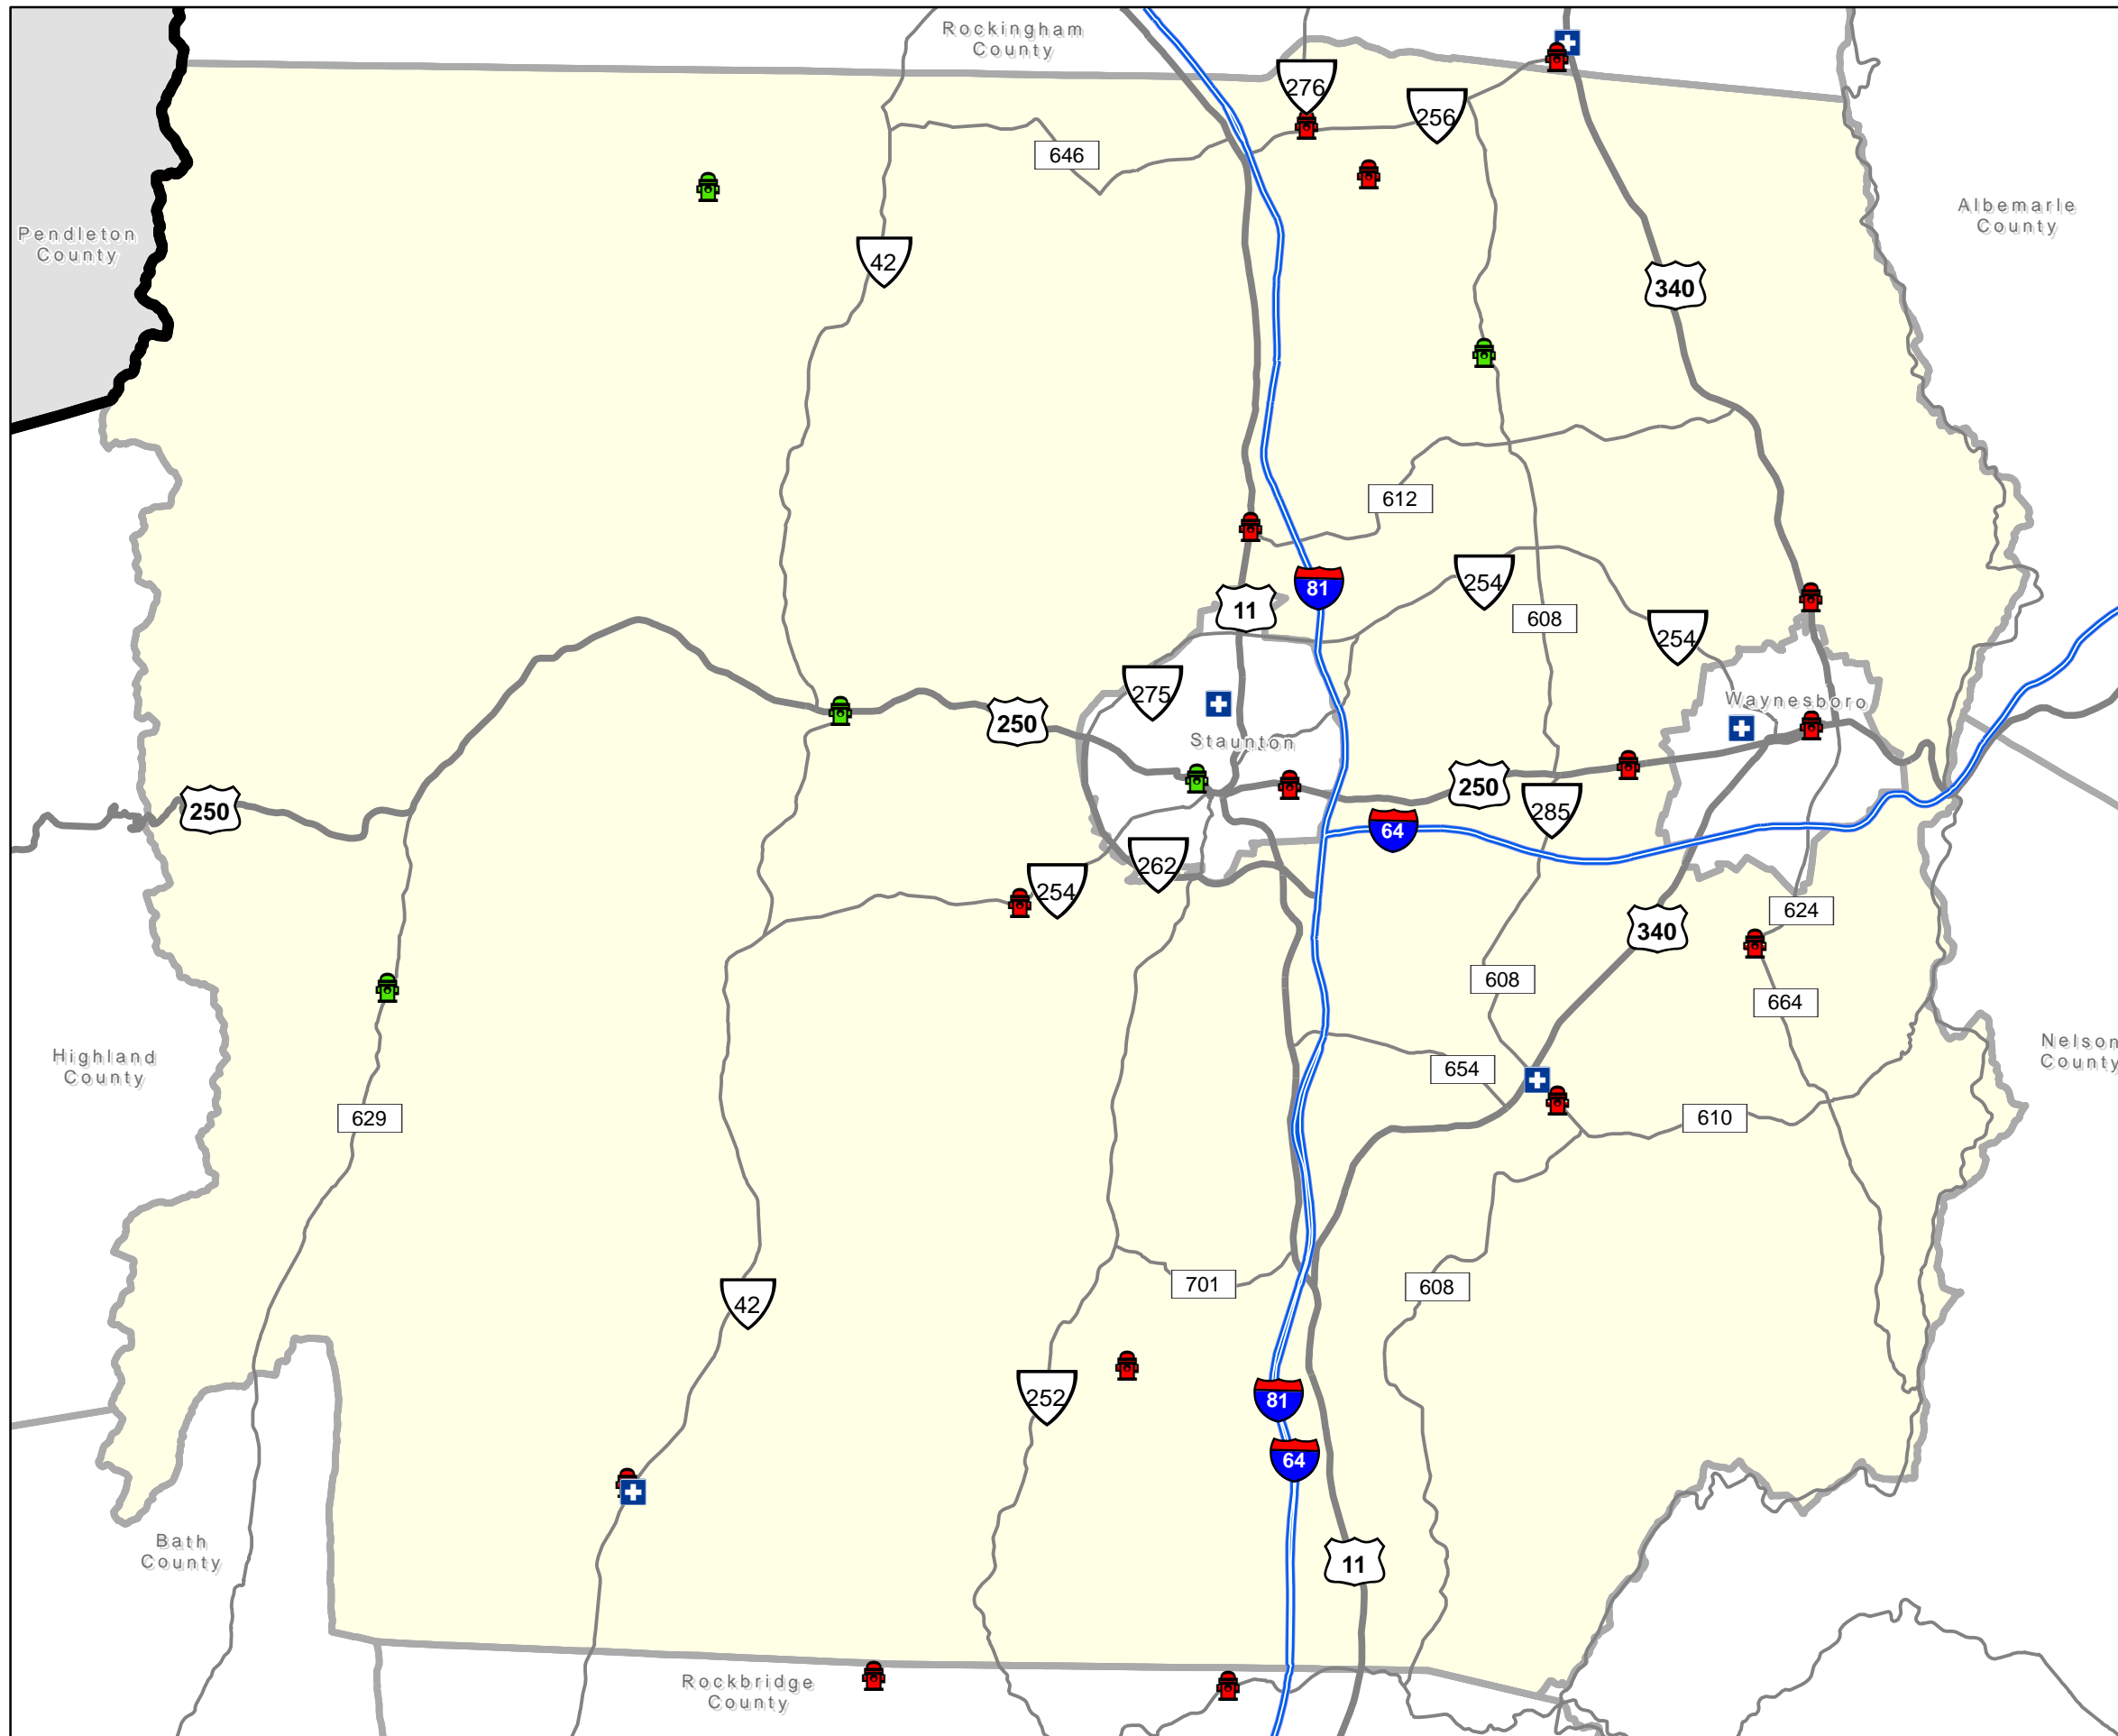 Rockingham
County
276
256
646
Pendleton
County
Albemarle
County
42
340
612
81
254
11
608
254
275
Waynesboro
250
Staunton
250
250
285
64
262
254
624
340
608
664
Highland
County
Nelson
County
654
629
610
701
608
42
252
81
64
Bath
County
11
Rockbridge
County